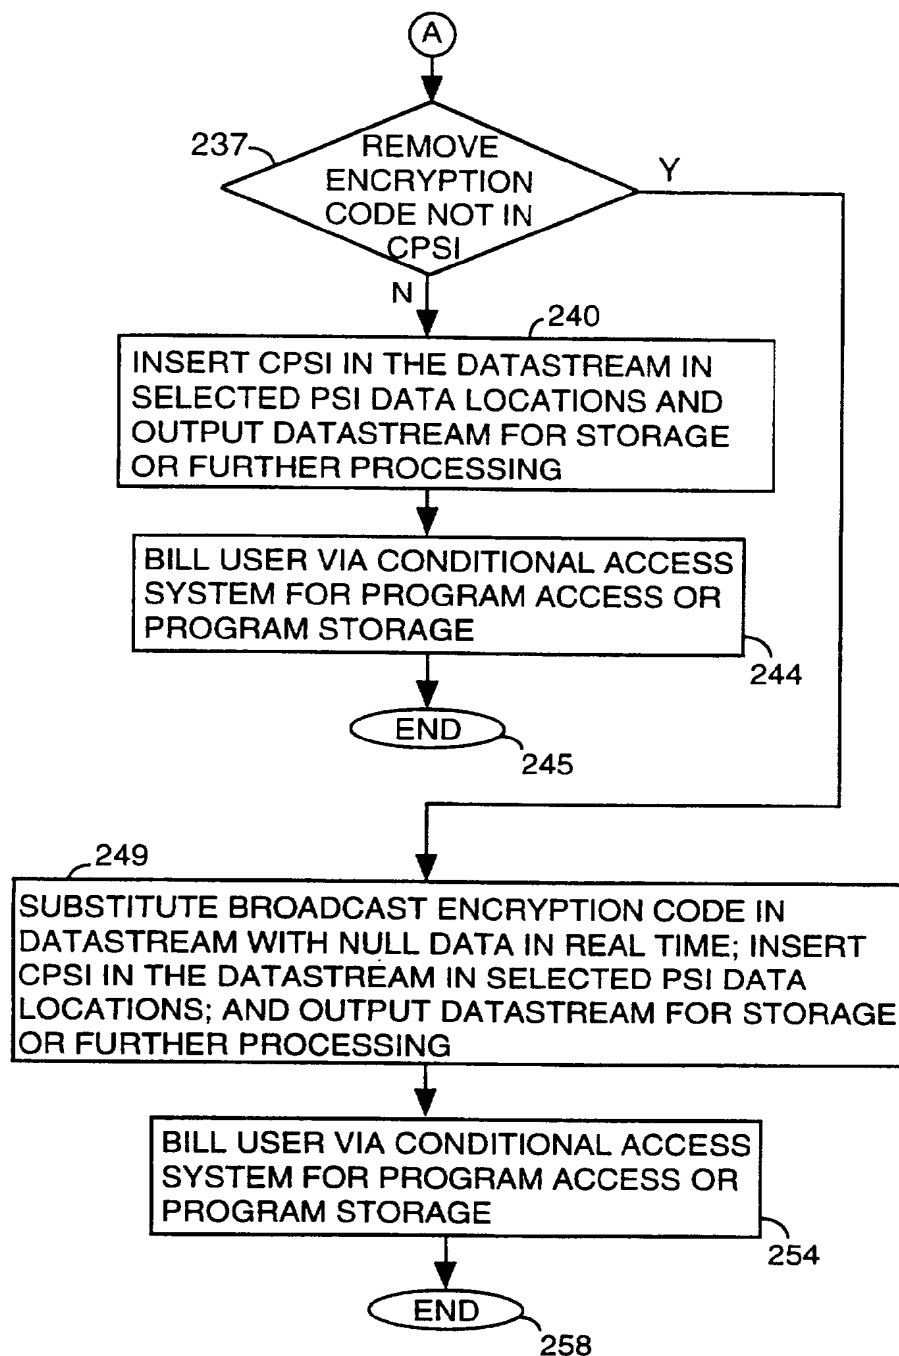 A
237
REMOVE
ENCRYPTION
CODE NOT IN
CPSI
Y
N
240
INSERT CPSI IN THE DATASTREAM IN
SELECTED PSI DATA LOCATIONS AND
OUTPUT DATASTREAM FOR STORAGE
OR FURTHER PROCESSING
BILL USER VIA CONDITIONAL ACCESS
SYSTEM FOR PROGRAM ACCESS OR
PROGRAM STORAGE
244
END
245
249
SUBSTITUTE BROADCAST ENCRYPTION CODE IN
DATASTREAM WITH NULL DATA IN REAL TIME; INSERT
CPSI IN THE DATASTREAM IN SELECTED PSI DATA
LOCATIONS; AND OUTPUT DATASTREAM FOR STORAGE
OR FURTHER PROCESSING
BILL USER VIA CONDITIONAL ACCESS
SYSTEM FOR PROGRAM ACCESS OR
PROGRAM STORAGE
254
END
258